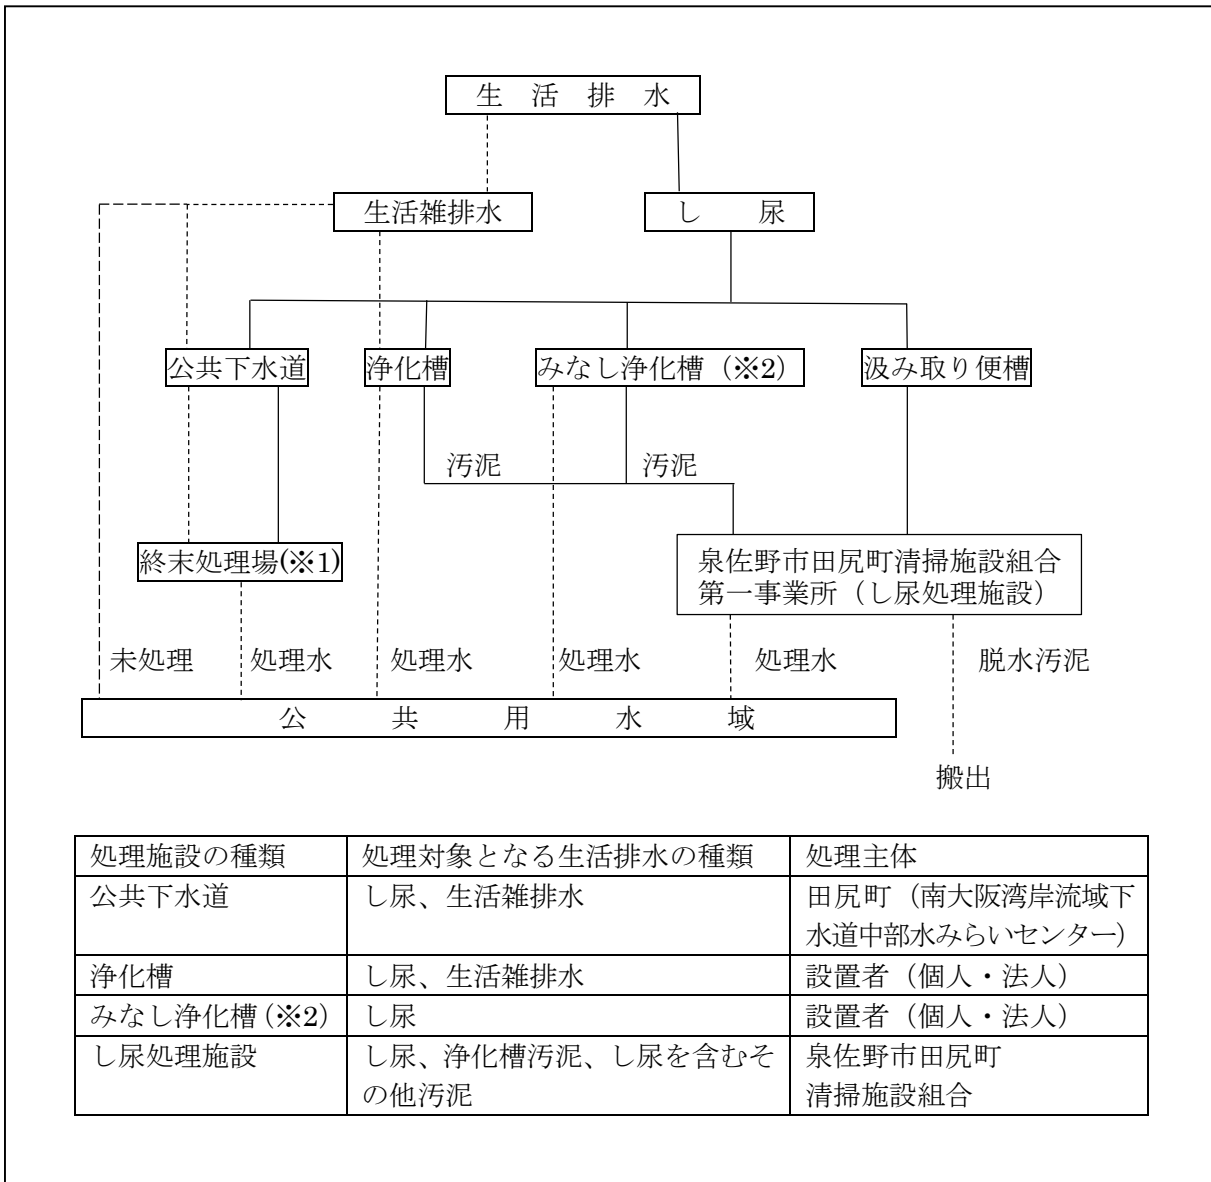 生活排水
生活雑排水
し尿
公共下水道
浄化槽
みなし浄化槽（※2）
汲み取り便槽
汚泥
汚泥
終末処理場(※1)
泉佐野市田尻町清掃施設組合
第一事業所（し尿処理施設）
未処理
処理水
処理水
処理水
処理水
脱水汚泥
公共用水域
搬出
処理施設の種類
処理対象となる生活排水の種類
処理主体
公共下水道
し尿、生活雑排水
田尻町（南大阪湾岸流域下
水道中部水みらいセンター）
浄化槽
し尿、生活雑排水
設置者（個人・法人）
みなし浄化槽(※2)
し尿
設置者（個人・法人）
し尿処理施設
し尿、浄化槽汚泥、し尿を含むそ
の他汚泥
泉佐野市田尻町
清掃施設組合